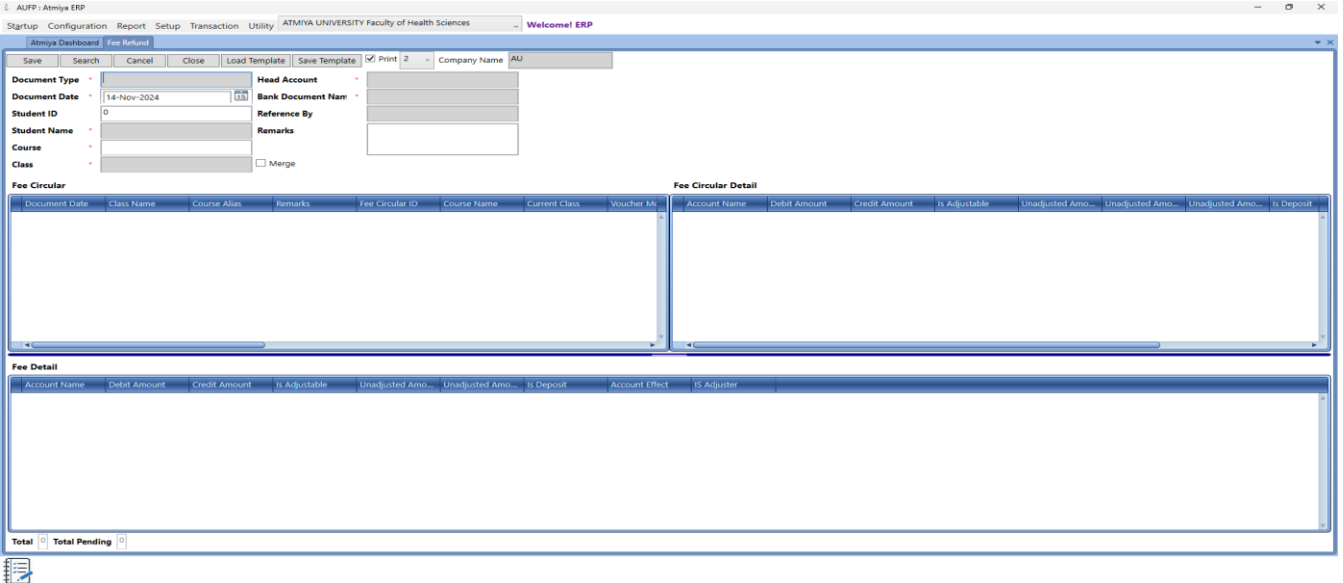 AUFP : Atmiya ERP
Startup Configuration Report Setup Transaction Utility ATMIYA UNIVERSITY Faculty of Health Sciences Welcome! ERP
Atmiya Dashboard Fee Refund
Save Search Cancel Close Load Template Save Template Print 2 Company Name AU
Document Type * Head Account *
Document Date * 14-Nov-2024 15 Bank Document Nam *
Student ID 0 Reference By
Student Name * Remarks
Course *
Class * Merge
Fee Circular Fee Circular Detail
Document Date Class Name Course Alias Remarks Fee Circular ID Course Name Current Class Voucher Mo Account Name Debit Amount Credit Amount Is Adjustable Unadjusted Amo... Unadjusted Amo... Unadjusted Amo... Is Deposit
Fee Detail
Account Name Debit Amount Credit Amount Is Adjustable Unadjusted Amo... Unadjusted Amo... Is Deposit Account Effect IS Adjuster
Total 0 Total Pending 0